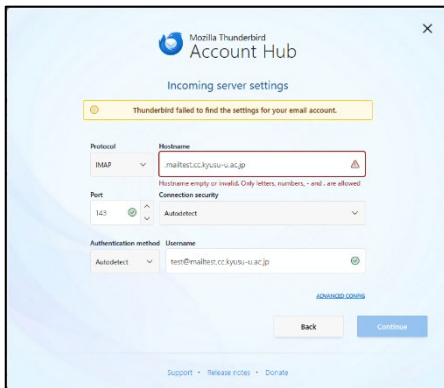 Mozilla Thunderbird
Account Hub
Incoming server settings
Thunderbird failed to find the settings for your email account.
Protocol Hostname
IMAP .mailtest.cc.kyusu-u.ac.jp
Hostname empty or invalid. Only letters, numbers, - and . are allowed
Port Connection security
143 Autodetect
Authentication method Username
Autodetect test@mailtest.cc.kyusu-u.ac.jp
ADVANCED CONFIG
Back Continue
Support • Release notes • Donate